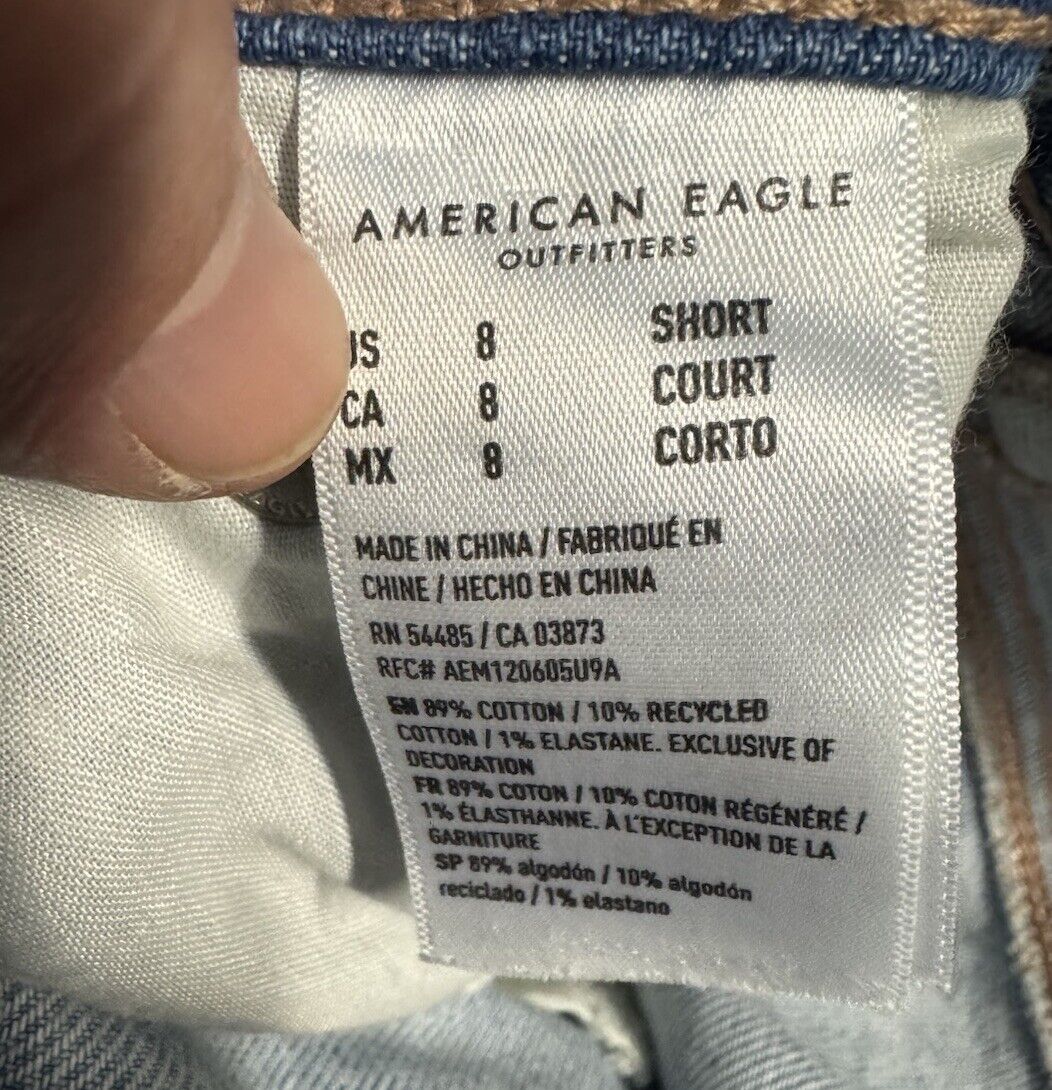 AMERICAN EAGLE
OUTFITTERS
US 8 SHORT
CA 8 COURT
MX 8 CORTO
MADE IN CHINA / FABRIQUÉ EN
CHINE / HECHO EN CHINA
RN 54485 / CA 03873
RFC# AEM120605U9A
EN 89% COTTON / 10% RECYCLED
COTTON / 1% ELASTANE. EXCLUSIVE OF
DECORATION
FR 89% COTON / 10% COTON RÉGÉNÉRÉ /
1% ÉLASTHANNE. À L'EXCEPTION DE LA
GARNITURE
SP 89% algodón / 10% algodón
reciclado / 1% elastano